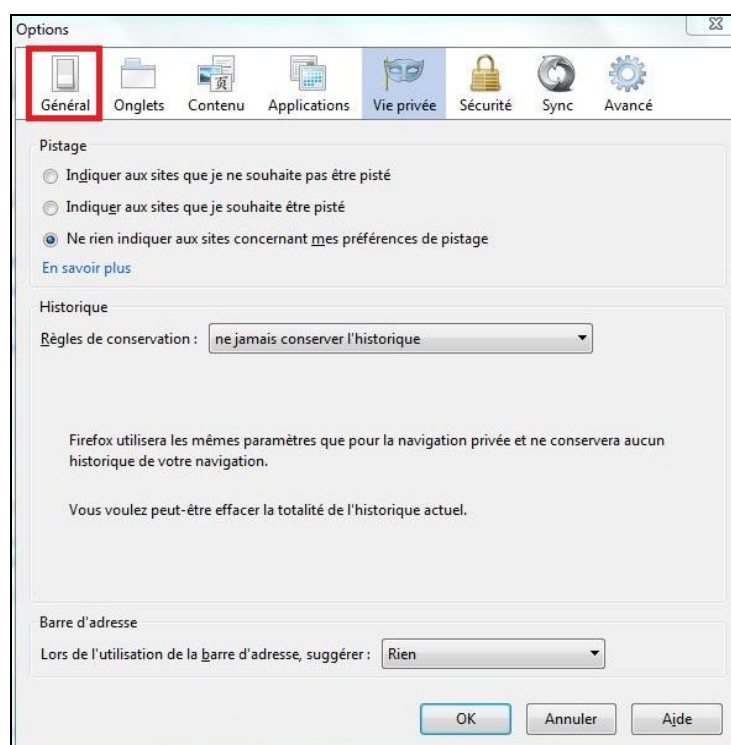 Options
Général Onglets Contenu Applications Vie privée Sécurité Sync Avancé
Pistage
Indiquer aux sites que je ne souhaite pas être pisté
Indiquer aux sites que je souhaite être pisté
Ne rien indiquer aux sites concernant mes préférences de pistage
En savoir plus
Historique
Règles de conservation : ne jamais conserver l'historique
Firefox utilisera les mêmes paramètres que pour la navigation privée et ne conservera aucun
historique de votre navigation.
Vous voulez peut-être effacer la totalité de l'historique actuel.
Barre d'adresse
Lors de l'utilisation de la barre d'adresse, suggérer : Rien
OK Annuler Aide